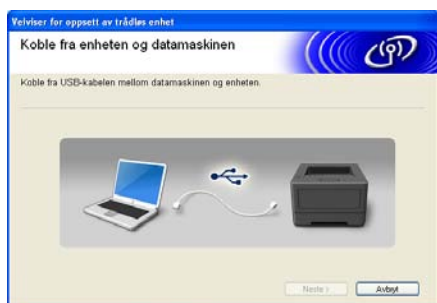 Veiviser for oppsett av trådløs enhet
Koble fra enheten og datamaskinen
Koble fra USB-kabelen mellom datamaskinen og enheten.
Neste >
Avbryt